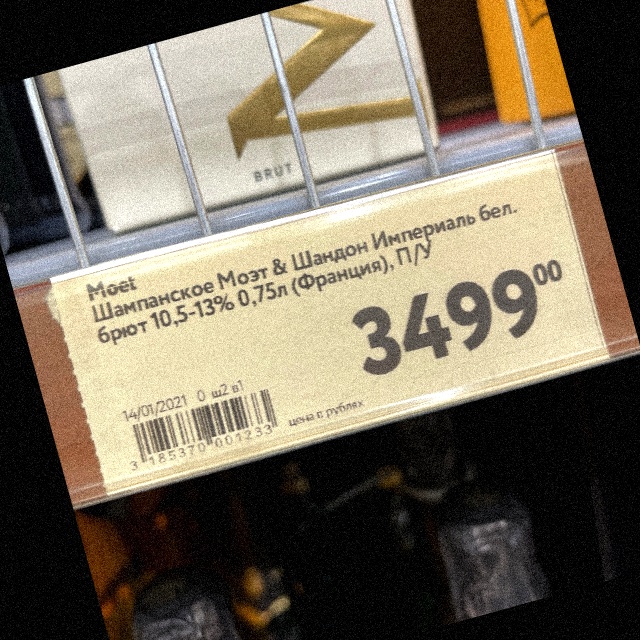 BRUT
Moet
Шампанское Моэт & Шандон Империаль бел.
брют 10,5-13% 0,75л (Франция), П/У
3499 00
14/01/2021 0 ш2 в1
цена в рублях
3 185370 001233